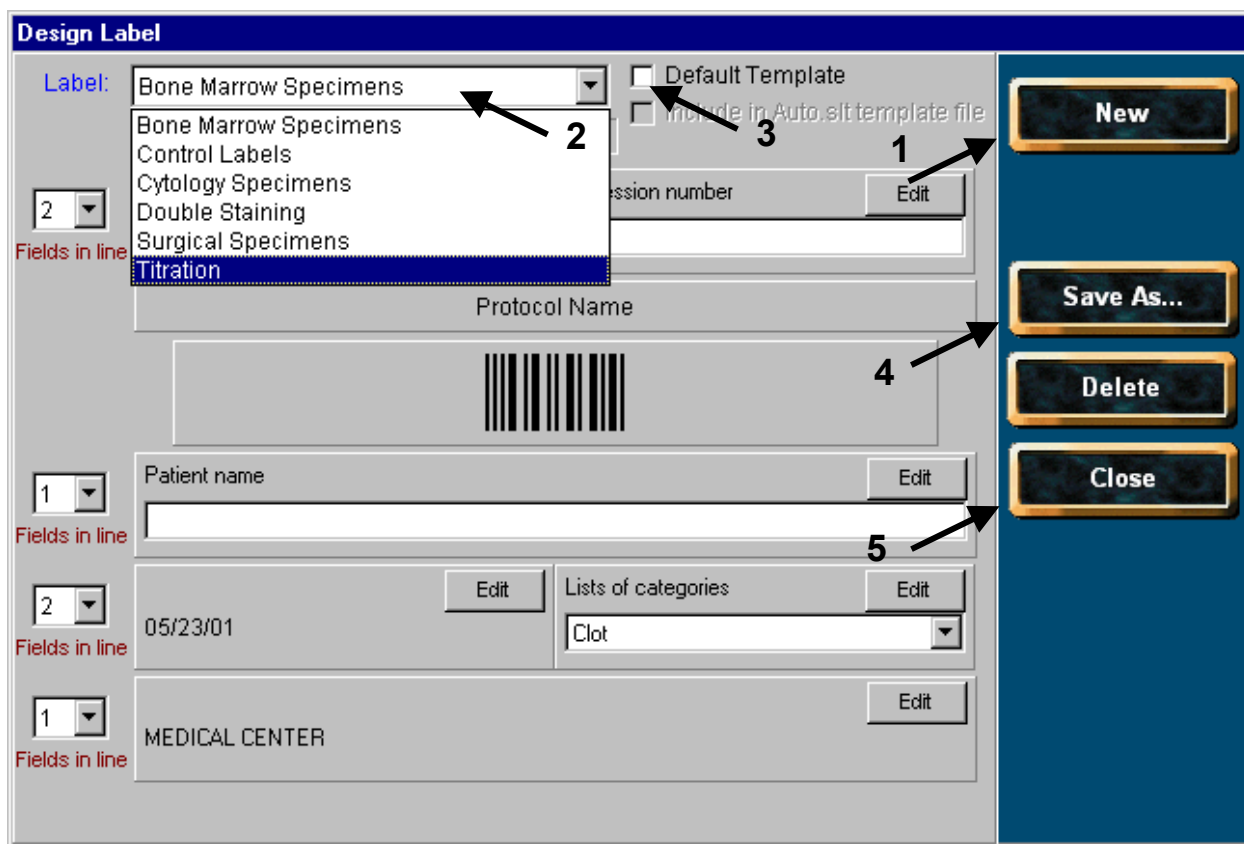 Design Label
Label:
Bone Marrow Specimens
Default Template
Include in Auto.slt template file
Bone Marrow Specimens
Control Labels
Cytology Specimens
Double Staining
Surgical Specimens
Titration
2
3
1
New
2
Fields in line
ession number
Edit
Protocol Name
Save As...
4
Delete
1
Fields in line
Patient name
Edit
Close
5
2
Fields in line
05/23/01
Edit
Lists of categories
Edit
Clot
1
Fields in line
MEDICAL CENTER
Edit